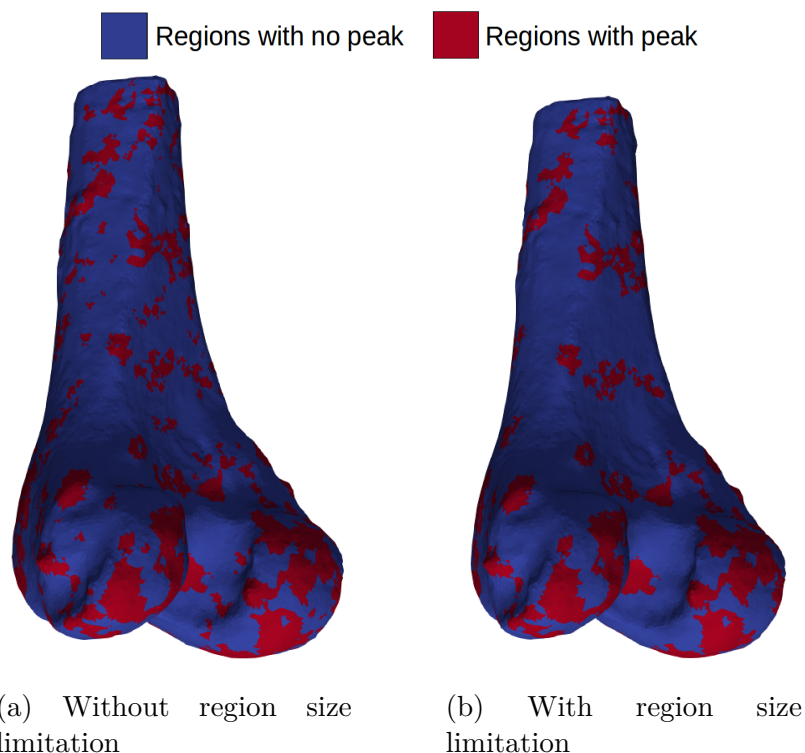 Regions with no peak
Regions with peak
(a) Without region size
limitation
(b) With region size
limitation